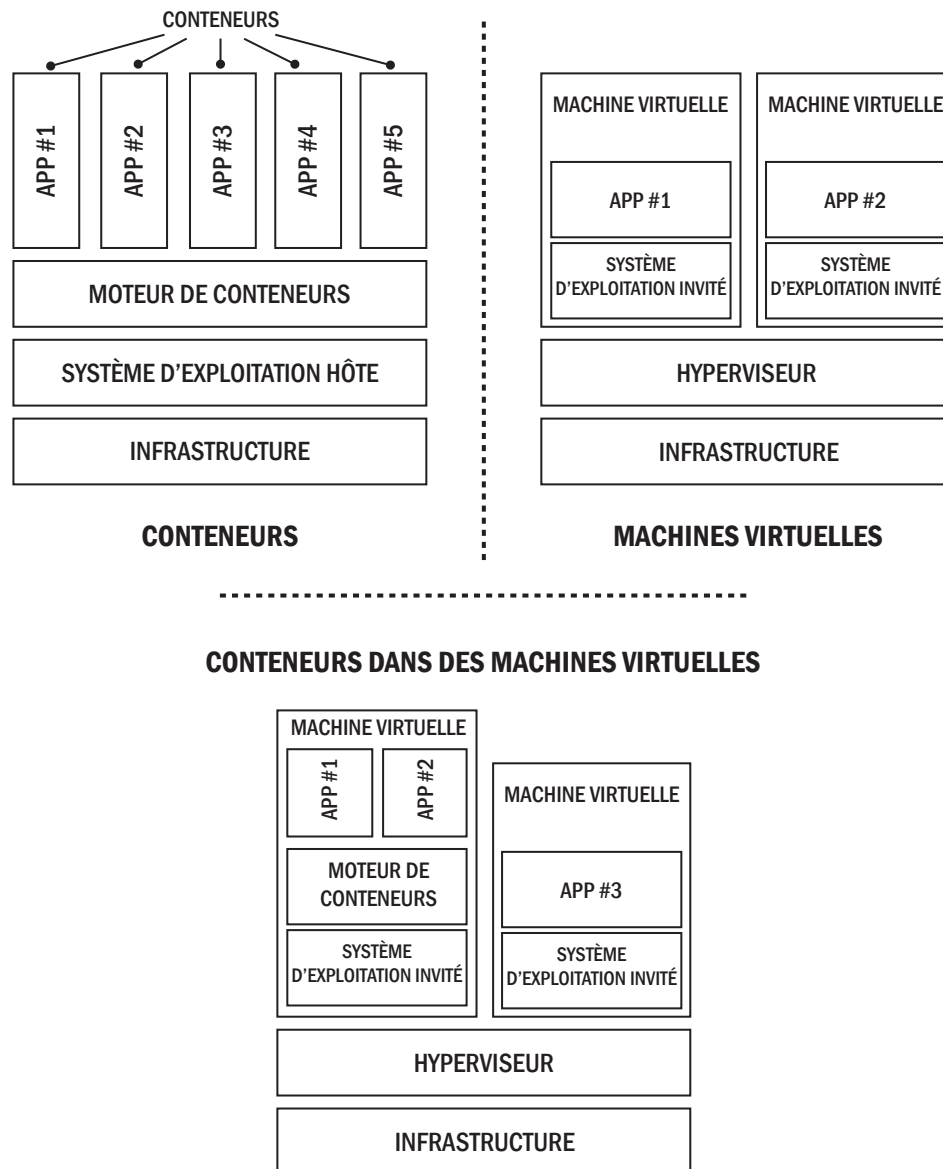 CONTENEURS
APP #1
APP #2
APP #3
APP #4
APP #5
MOTEUR DE CONTENEURS
SYSTÈME D'EXPLOITATION HÔTE
INFRASTRUCTURE
CONTENEURS
MACHINE VIRTUELLE
APP #1
SYSTÈME
D'EXPLOITATION INVITÉ
MACHINE VIRTUELLE
APP #2
SYSTÈME
D'EXPLOITATION INVITÉ
HYPERVISEUR
INFRASTRUCTURE
MACHINES VIRTUELLES
CONTENEURS DANS DES MACHINES VIRTUELLES
MACHINE VIRTUELLE
APP #1
APP #2
MOTEUR DE
CONTENEURS
SYSTÈME
D'EXPLOITATION INVITÉ
MACHINE VIRTUELLE
APP #3
SYSTÈME
D'EXPLOITATION INVITÉ
HYPERVISEUR
INFRASTRUCTURE